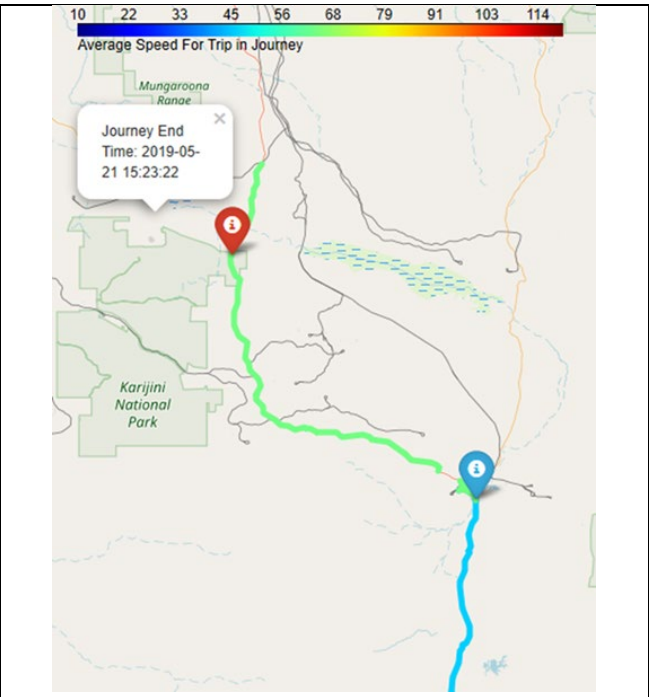 10 22 33 45 56 68 79 91 103 114
Average Speed For Trip in Journey
Mungaroona
Range
×
Journey End
Time: 2019-05-
21 15:23:22
Karijini
National
Park